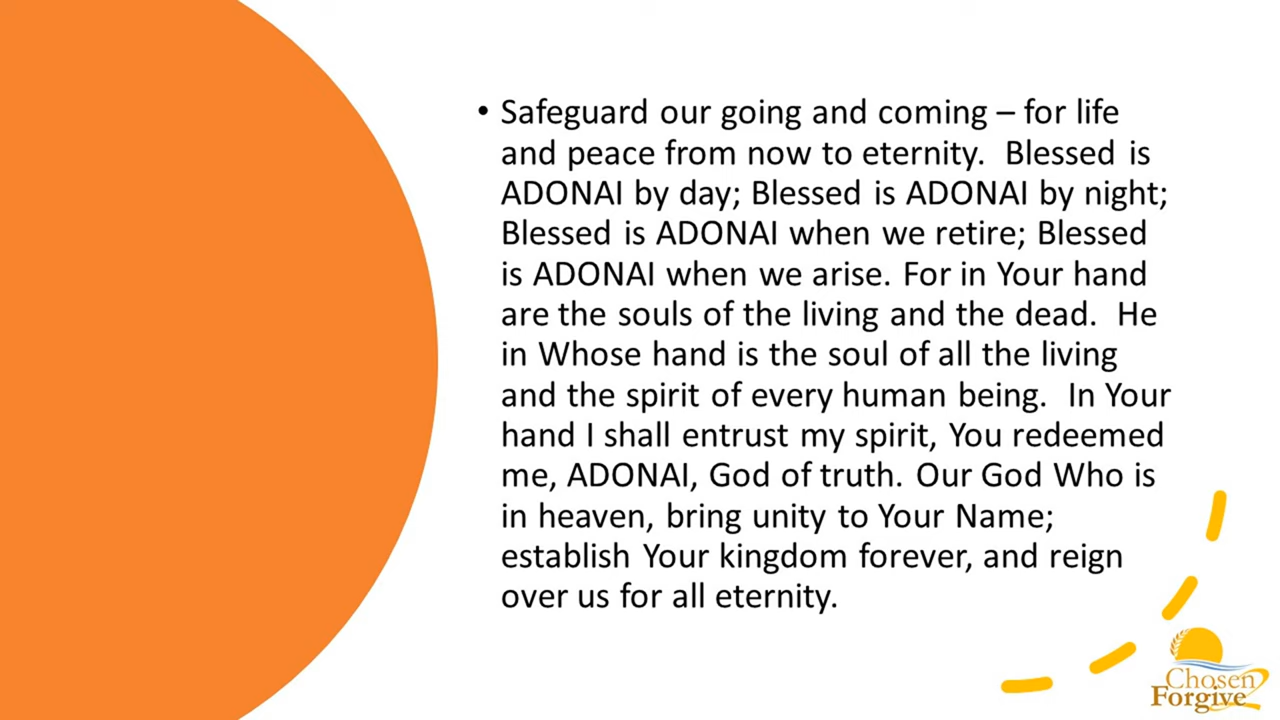 • Safeguard our going and coming – for life
and peace from now to eternity.  Blessed is
ADONAI by day; Blessed is ADONAI by night;
Blessed is ADONAI when we retire; Blessed
is ADONAI when we arise. For in Your hand
are the souls of the living and the dead.  He
in Whose hand is the soul of all the living
and the spirit of every human being.  In Your
hand I shall entrust my spirit, You redeemed
me, ADONAI, God of truth. Our God Who is
in heaven, bring unity to Your Name;
establish Your kingdom forever, and reign
over us for all eternity.
Chosen 2
Forgive